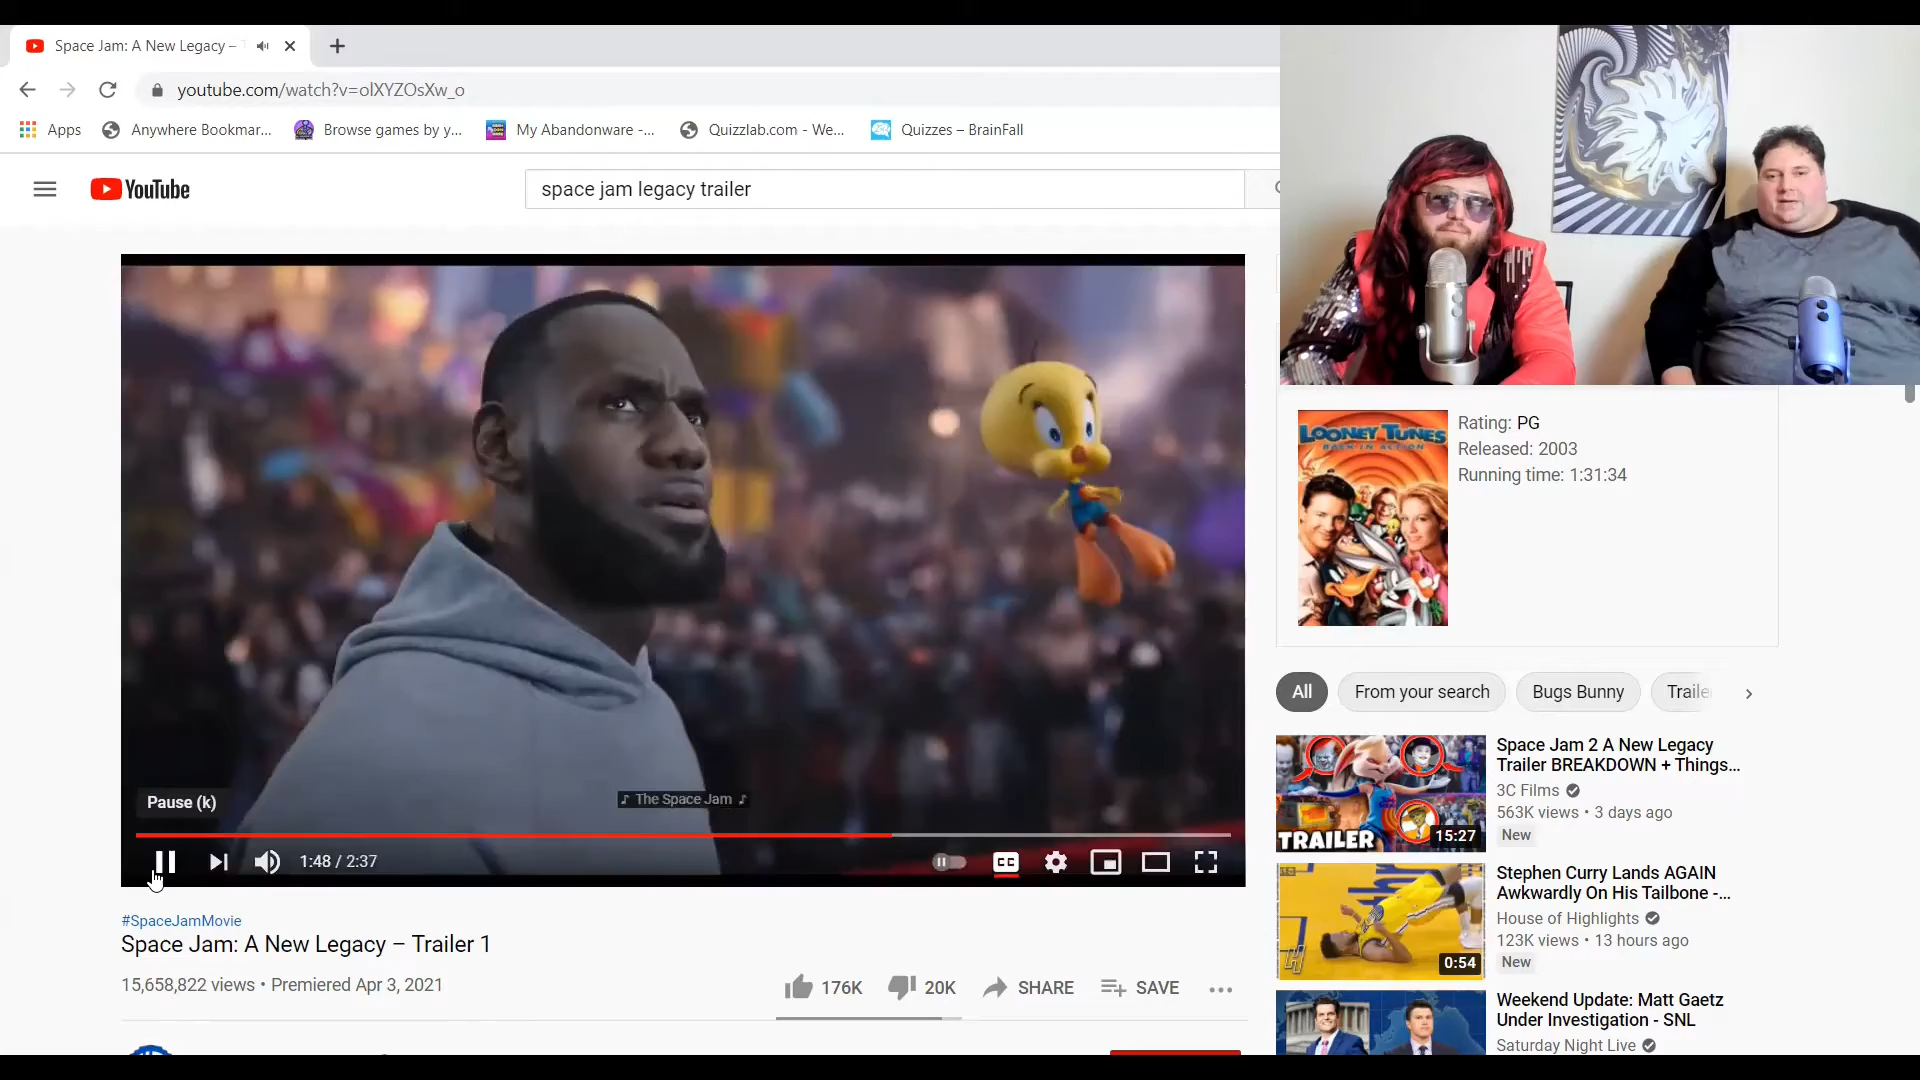 Space Jam: A New Legacy –
youtube.com/watch?v=olXYZOsXw_o
Apps
Anywhere Bookmar...
Browse games by y...
My Abandonware -...
Quizzlab.com - We...
Quizzes – BrainFall
YouTube
space jam legacy trailer
LOONEY TUNES
BACK IN ACTION
Rating: PG
Released: 2003
Running time: 1:31:34
Pause (k)
♪ The Space Jam ♪
1:48 / 2:37
CC
All
From your search
Bugs Bunny
Traile
TRAILER
15:27
Space Jam 2 A New Legacy
Trailer BREAKDOWN + Things...
3C Films
563K views • 3 days ago
New
0:54
Stephen Curry Lands AGAIN
Awkwardly On His Tailbone -...
House of Highlights
123K views • 13 hours ago
New
Weekend Update: Matt Gaetz
Under Investigation - SNL
Saturday Night Live
#SpaceJamMovie
Space Jam: A New Legacy – Trailer 1
15,658,822 views • Premiered Apr 3, 2021
176K
20K
SHARE
SAVE